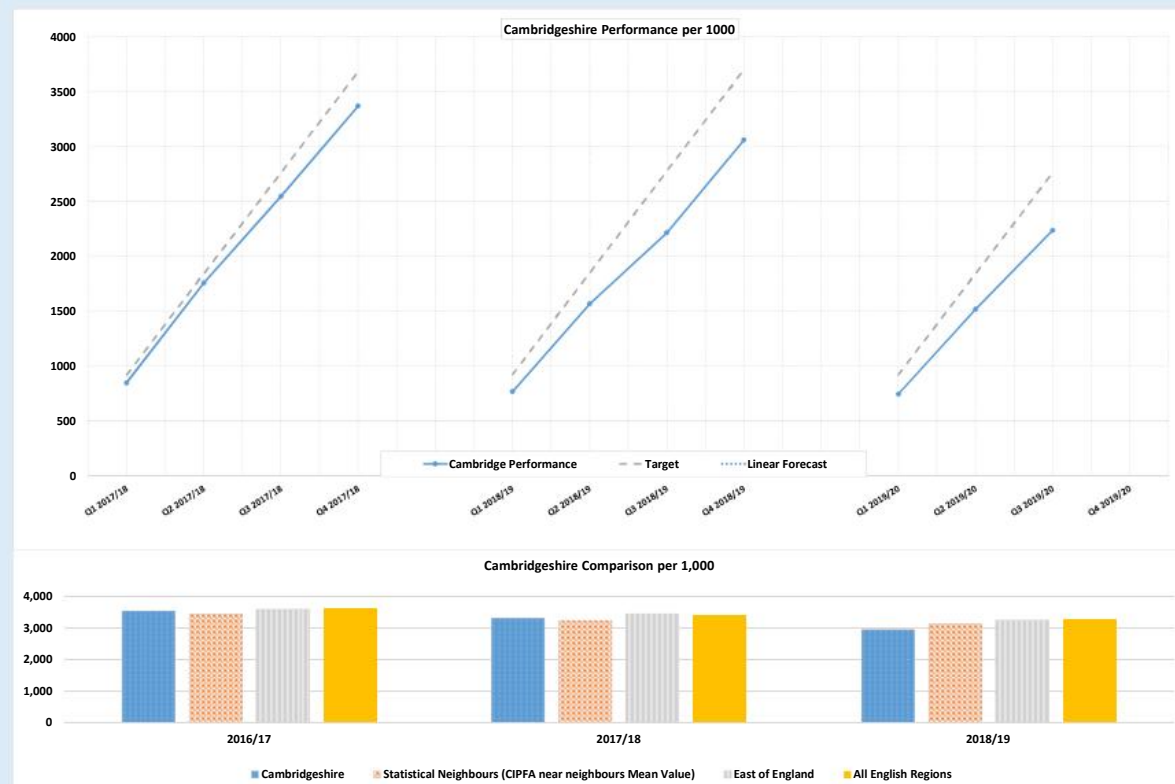 Cambridgeshire Performance per 1000
4000
3500
3000
2500
2000
1500
1000
500
0
Cambridge Performance Target Linear Forecast
Q1 2017/18 Q2 2017/18 Q3 2017/18 Q4 2017/18 Q1 2018/19 Q2 2018/19 Q3 2018/19 Q4 2018/19 Q1 2019/20 Q2 2019/20 Q3 2019/20 Q4 2019/20
Cambridgeshire Comparison per 1,000
4,000
3,000
2,000
1,000
0
2016/17 2017/18 2018/19
Cambridgeshire Statistical Neighbours (CIPFA near neighbours Mean Value) East of England All English Regions